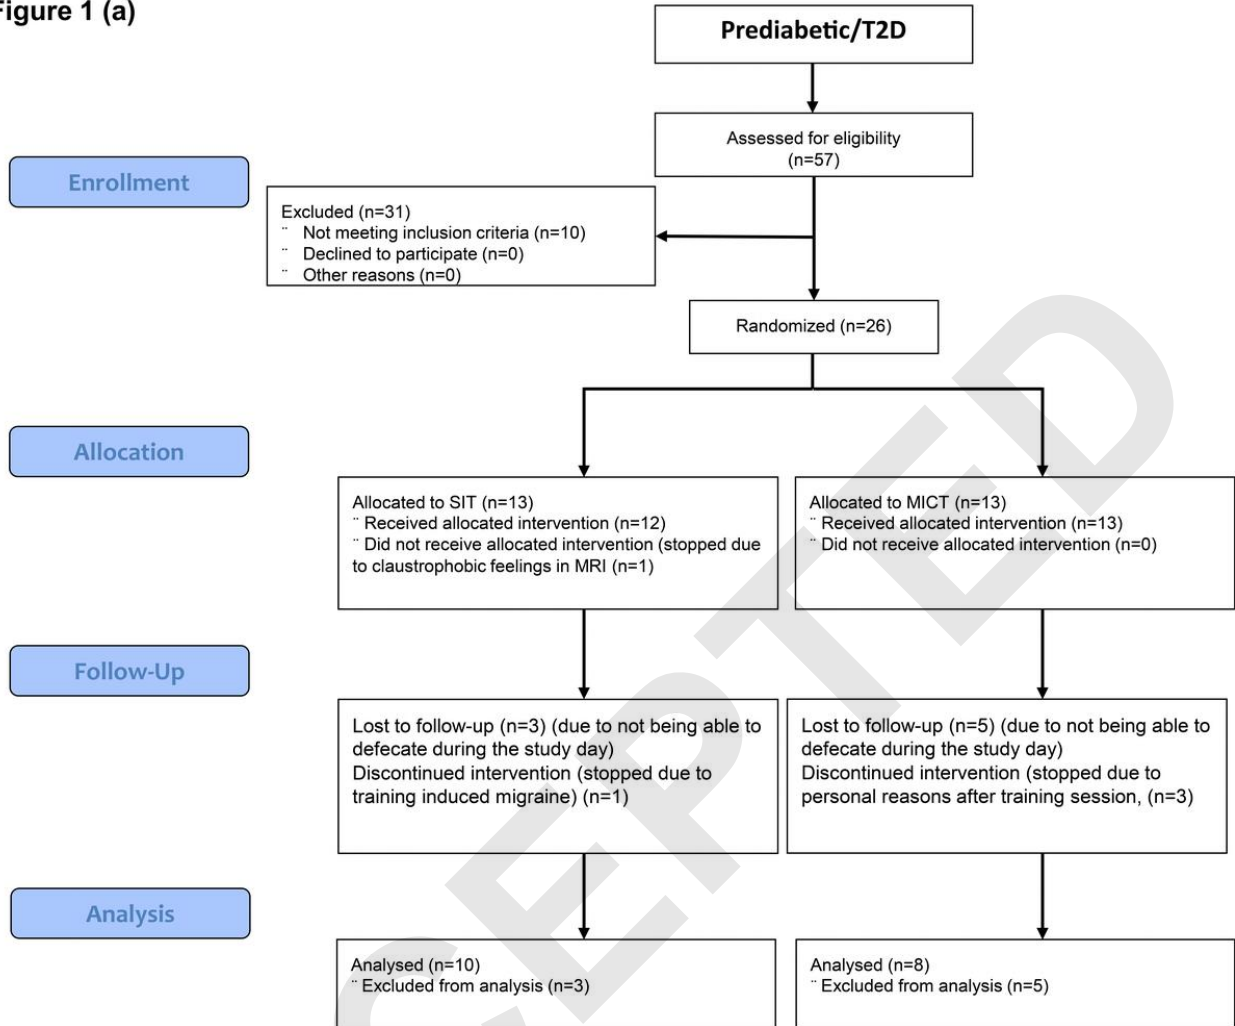 Figure 1 (a)
Prediabetic/T2D
Assessed for eligibility
(n=57)
Enrollment
Excluded (n=31)
¨ Not meeting inclusion criteria (n=10)
¨ Declined to participate (n=0)
¨ Other reasons (n=0)
Randomized (n=26)
Allocation
Allocated to SIT (n=13)
¨ Received allocated intervention (n=12)
¨ Did not receive allocated intervention (stopped due
to claustrophobic feelings in MRI (n=1)
Allocated to MICT (n=13)
¨ Received allocated intervention (n=13)
¨ Did not receive allocated intervention (n=0)
Follow-Up
Lost to follow-up (n=3) (due to not being able to
defecate during the study day)
Discontinued intervention (stopped due to
training induced migraine) (n=1)
Lost to follow-up (n=5) (due to not being able to
defecate during the study day)
Discontinued intervention (stopped due to
personal reasons after training session, (n=3)
Analysis
Analysed (n=10)
¨ Excluded from analysis (n=3)
Analysed (n=8)
¨ Excluded from analysis (n=5)
CEPTED